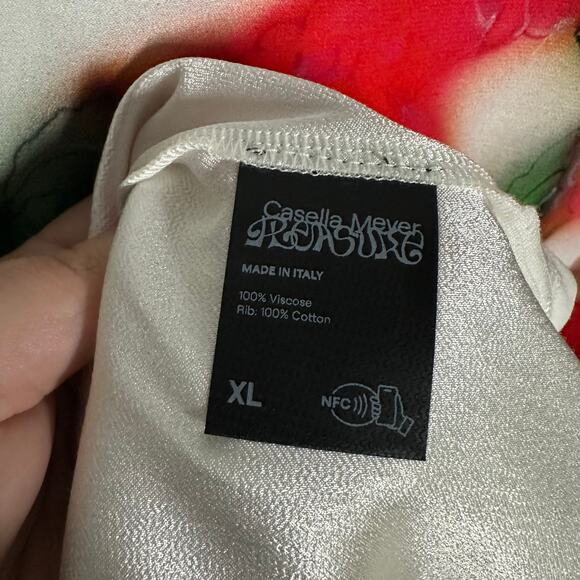 Casella Meyer
PLEASURE
MADE IN ITALY
100% Viscose
Rib: 100% Cotton
XL
NFC